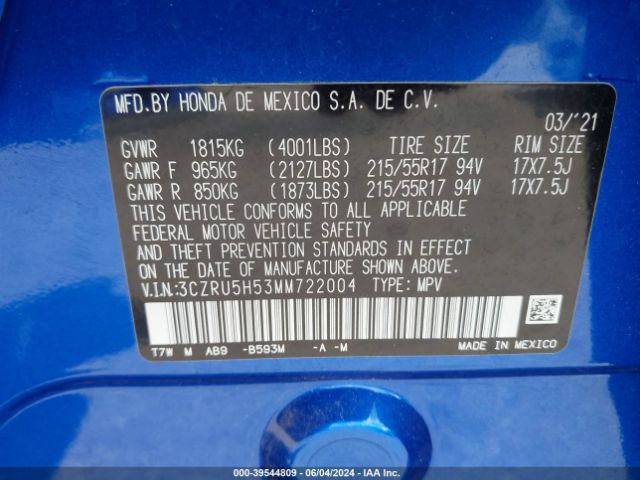 MFD.BY HONDA DE MEXICO S.A. DE C.V.
03/'21
GVWR 1815KG (4001LBS) TIRE SIZE RIM SIZE
GAWR F 965KG (2127LBS) 215/55R17 94V 17X7.5J
GAWR R 850KG (1873LBS) 215/55R17 94V 17X7.5J
THIS VEHICLE CONFORMS TO ALL APPLICABLE
FEDERAL MOTOR VEHICLE SAFETY
AND THEFT PREVENTION STANDARDS IN EFFECT
ON THE DATE OF MANUFACTURE SHOWN ABOVE.
V.I.N.:3CZRU5H53MM722004 TYPE: MPV
T7W M AB9 -B593M -A -M MADE IN MEXICO
000-39544809 - 06/04/2024 - IAA Inc.